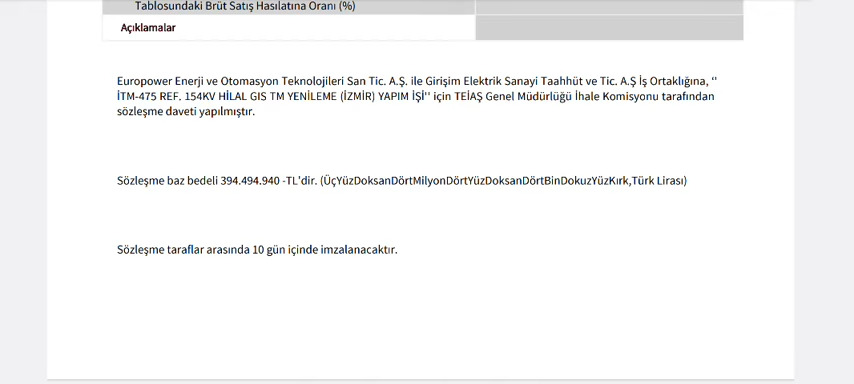 Tablosundaki Brüt Satış Hasılatına Oranı (%)
Açıklamalar
Europower Enerji ve Otomasyon Teknolojileri San Tic. A.Ş. ile Girişim Elektrik Sanayi Taahhüt ve Tic. A.Ş İş Ortaklığına, ''
İTM-475 REF. 154KV HİLAL GIS TM YENİLEME (İZMİR) YAPIM İŞİ'' için TEİAŞ Genel Müdürlüğü İhale Komisyonu tarafından
sözleşme daveti yapılmıştır.
Sözleşme baz bedeli 394.494.940 -TL'dir. (ÜçYüzDoksanDörtMilyonDörtYüzDoksanDörtBinDokuzYüzKırk,Türk Lirası)
Sözleşme taraflar arasında 10 gün içinde imzalanacaktır.